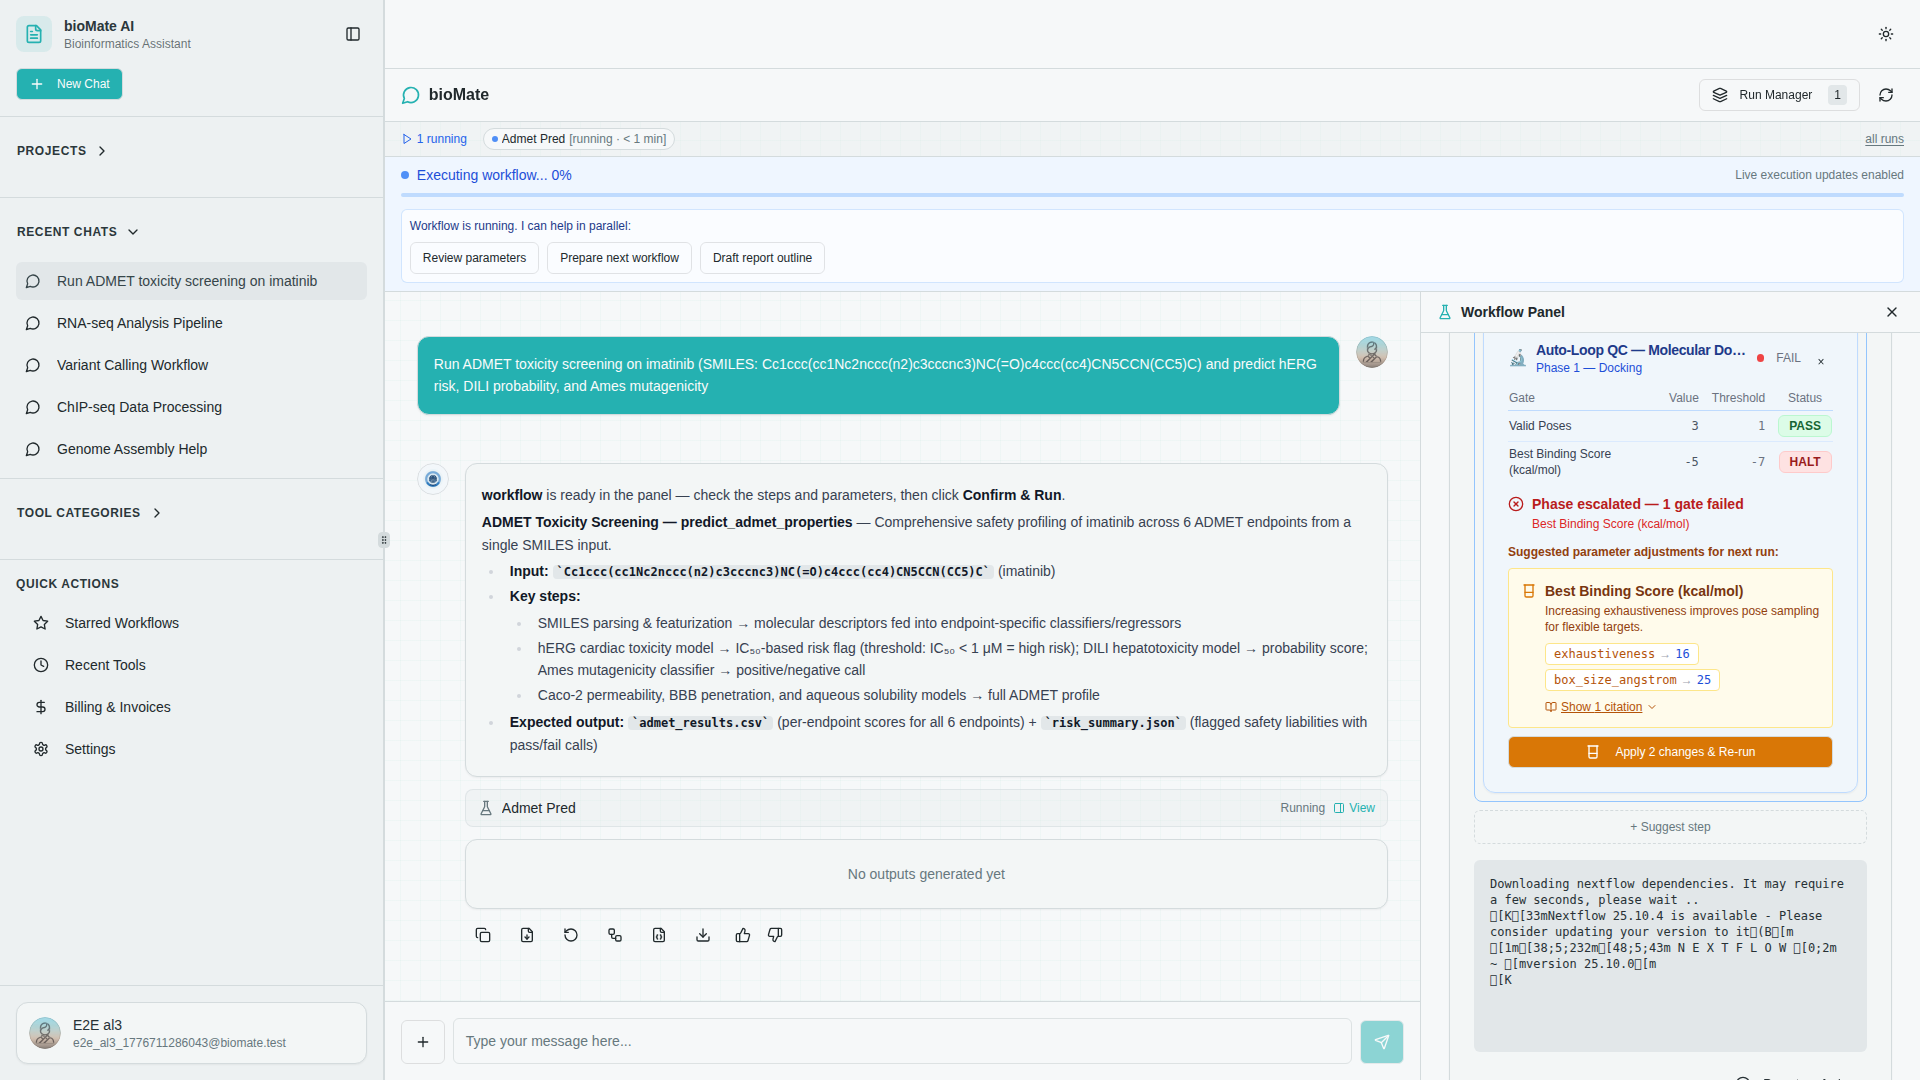 bioMate AI
Bioinformatics Assistant
New Chat
PROJECTS
RECENT CHATS
Run ADMET toxicity screening on imatinib
RNA-seq Analysis Pipeline
Variant Calling Workflow
ChIP-seq Data Processing
Genome Assembly Help
TOOL CATEGORIES
QUICK ACTIONS
Starred Workflows
Recent Tools
Billing & Invoices
Settings
E2E al3
e2e_al3_1776711286043@biomate.test
bioMate
Run Manager 1
1 running
Admet Pred [running · < 1 min]
all runs
Executing workflow... 0%
Live execution updates enabled
Workflow is running. I can help in parallel:
Review parameters
Prepare next workflow
Draft report outline
Run ADMET toxicity screening on imatinib (SMILES: Cc1ccc(cc1Nc2nccc(n2)c3cccnc3)NC(=O)c4ccc(cc4)CN5CCN(CC5)C) and predict hERG
risk, DILI probability, and Ames mutagenicity
workflow is ready in the panel — check the steps and parameters, then click Confirm & Run.
ADMET Toxicity Screening — predict_admet_properties — Comprehensive safety profiling of imatinib across 6 ADMET endpoints from a
single SMILES input.
Input: `Cc1ccc(cc1Nc2nccc(n2)c3cccnc3)NC(=O)c4ccc(cc4)CN5CCN(CC5)C` (imatinib)
Key steps:
SMILES parsing & featurization → molecular descriptors fed into endpoint-specific classifiers/regressors
hERG cardiac toxicity model → IC₅₀-based risk flag (threshold: IC₅₀ < 1 μM = high risk); DILI hepatotoxicity model → probability score;
Ames mutagenicity classifier → positive/negative call
Caco-2 permeability, BBB penetration, and aqueous solubility models → full ADMET profile
Expected output: `admet_results.csv` (per-endpoint scores for all 6 endpoints) + `risk_summary.json` (flagged safety liabilities with
pass/fail calls)
Admet Pred
Running
View
No outputs generated yet
Type your message here...
Workflow Panel
Auto-Loop QC — Molecular Do…
FAIL
×
Phase 1 — Docking
Gate Value Threshold Status
Valid Poses 3 1 PASS
Best Binding Score
(kcal/mol) -5 -7 HALT
Phase escalated — 1 gate failed
Best Binding Score (kcal/mol)
Suggested parameter adjustments for next run:
Best Binding Score (kcal/mol)
Increasing exhaustiveness improves pose sampling
for flexible targets.
exhaustiveness → 16
box_size_angstrom → 25
Show 1 citation
Apply 2 changes & Re-run
+ Suggest step
Downloading nextflow dependencies. It may require
a few seconds, please wait ..
▯[K▯[33mNextflow 25.10.4 is available - Please
consider updating your version to it▯(B▯[m
▯[1m▯[38;5;232m▯[48;5;43m N E X T F L O W ▯[0;2m
~ ▯[mversion 25.10.0▯[m
▯[K